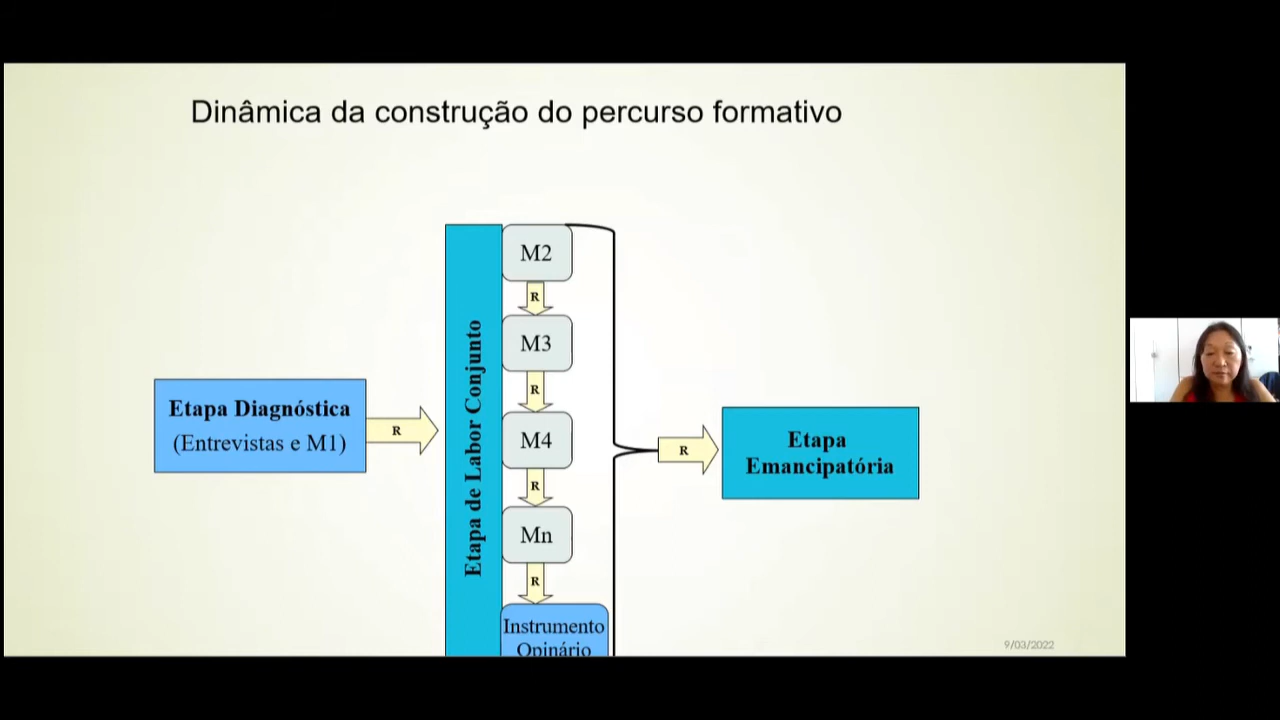 Dinâmica da construção do percurso formativo
Etapa Diagnóstica
(Entrevistas e M1)
R
Etapa de Labor Conjunto
M2
R
M3
R
M4
R
Mn
R
Instrumento
Opinário
R
Etapa
Emancipatória
9/03/2022